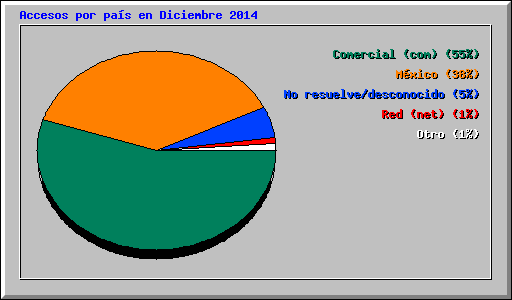 Accesos por país en Diciembre 2014
Comercial (com) (55%)
México (38%)
No resuelve/desconocido (5%)
Red (net) (1%)
Otro (1%)